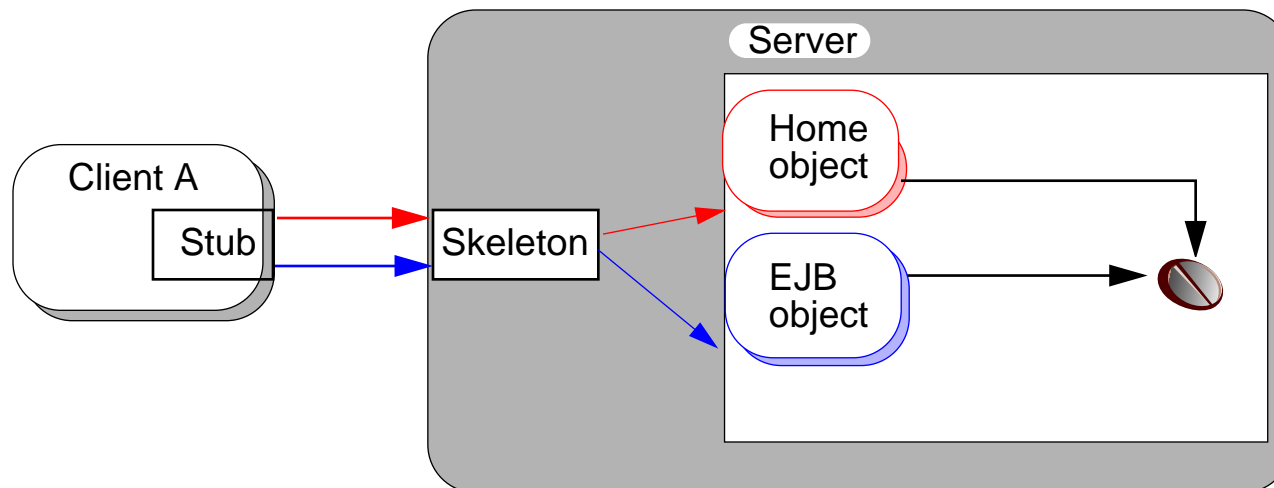 Server
Client A
Stub
Skeleton
Home
object
EJB
object